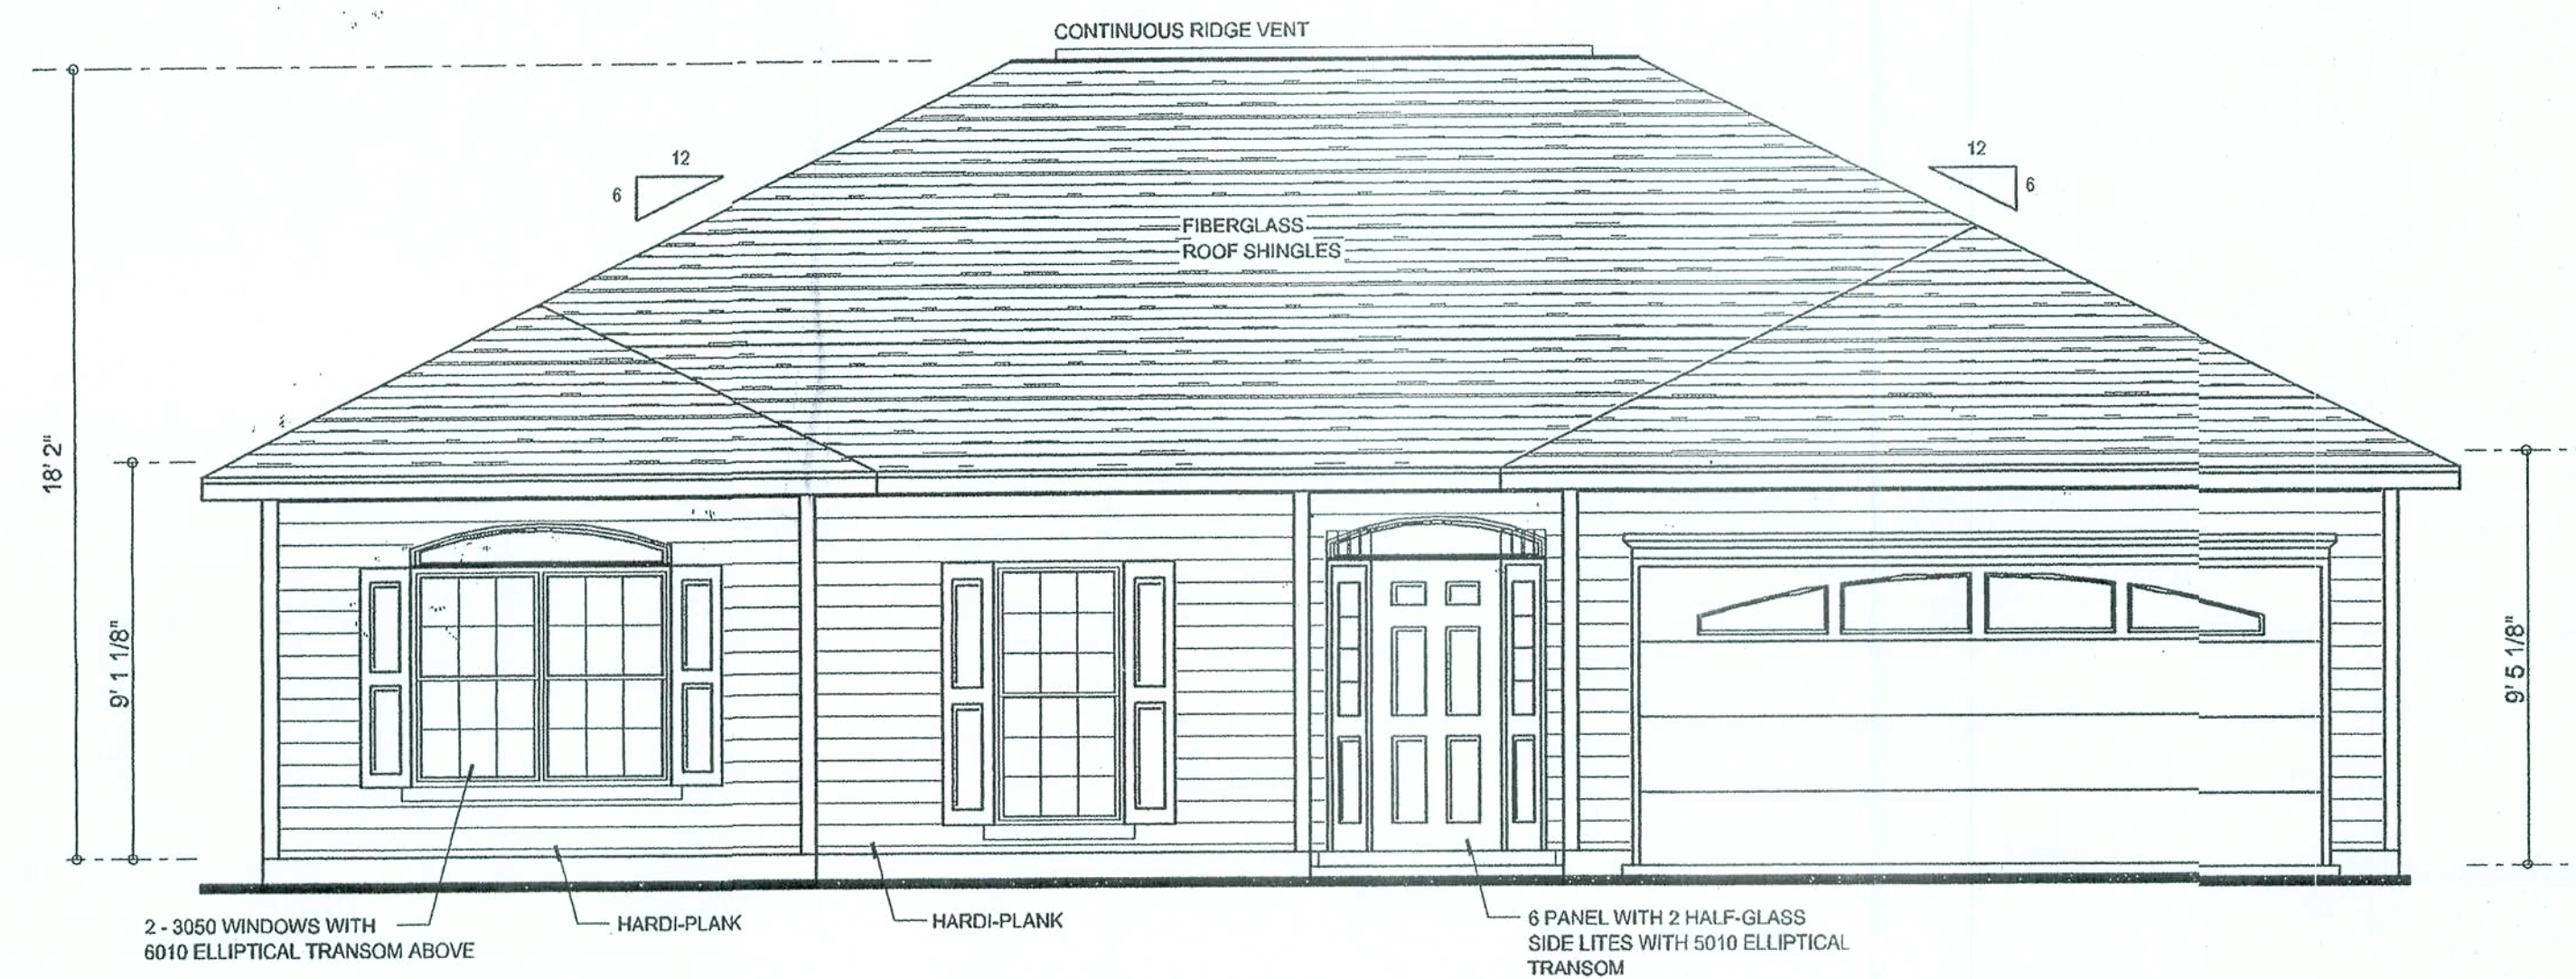 CONTINUOUS RIDGE VENT
12
6
12
6
FIBERGLASS
ROOF SHINGLES
18' 2"
9' 1 1/8"
9' 5 1/8"
2 - 3050 WINDOWS WITH
6010 ELLIPTICAL TRANSOM ABOVE
HARDI-PLANK
HARDI-PLANK
6 PANEL WITH 2 HALF-GLASS
SIDE LITES WITH 5010 ELLIPTICAL
TRANSOM